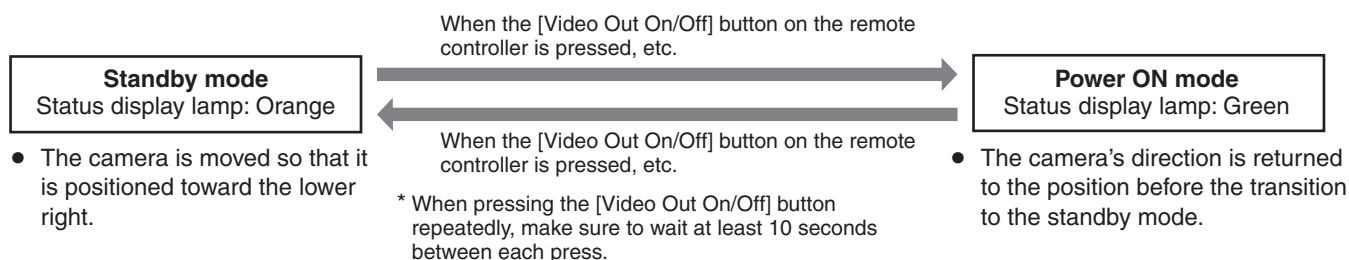 When the [Video Out On/Off] button on the remote
controller is pressed, etc.
Standby mode
Status display lamp: Orange
Power ON mode
Status display lamp: Green
When the [Video Out On/Off] button on the remote
controller is pressed, etc.
● The camera is moved so that it
is positioned toward the lower
right.
* When pressing the [Video Out On/Off] button
repeatedly, make sure to wait at least 10 seconds
between each press.
● The camera’s direction is returned
to the position before the transition
to the standby mode.